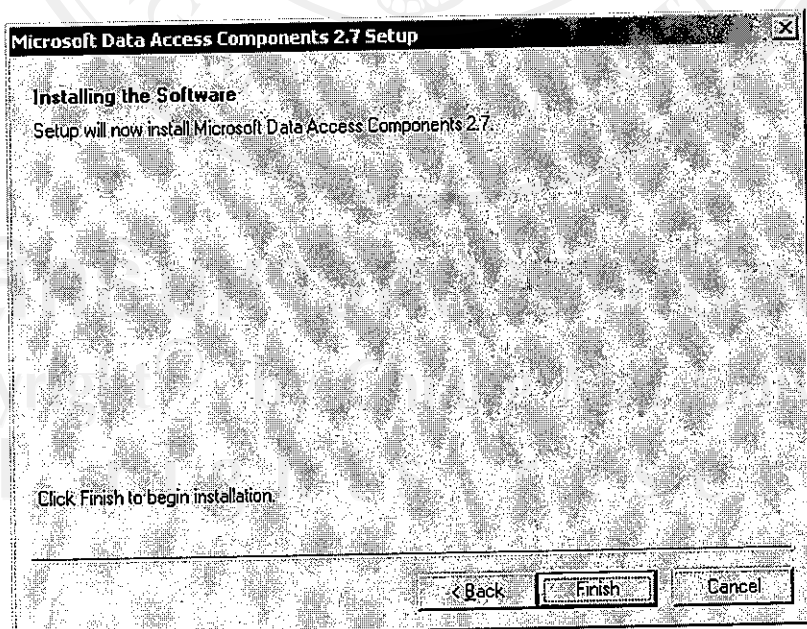 Microsoft Data Access Components 2.7 Setup
Installing the Software
Setup will now install Microsoft Data Access Components 2.7.
Click Finish to begin installation.
< Back Finish Cancel